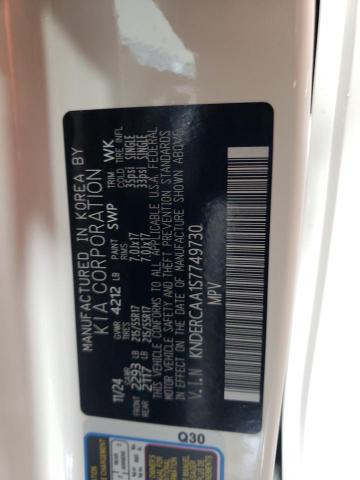 MANUFACTURED IN KOREA BY
KIA CORPORATION
11/24 GVWR 4212 LB PAINT SWP TRIM WK
GAWR TIRES RIMS COLD TIRE INFL
FRONT 2293 LB 215/55R17 7.0Jx17 35psi SINGLE
REAR 2117 LB 215/55R17 7.0Jx17 33psi SINGLE
THIS VEHICLE CONFORMS TO ALL APPLICABLE U.S.A. FEDERAL
MOTOR VEHICLE SAFETY AND THEFT PREVENTION STANDARDS
IN EFFECT ON THE DATE OF MANUFACTURE SHOWN ABOVE.
V.I.N KNDERCAA1S7749730
MPV
Q30